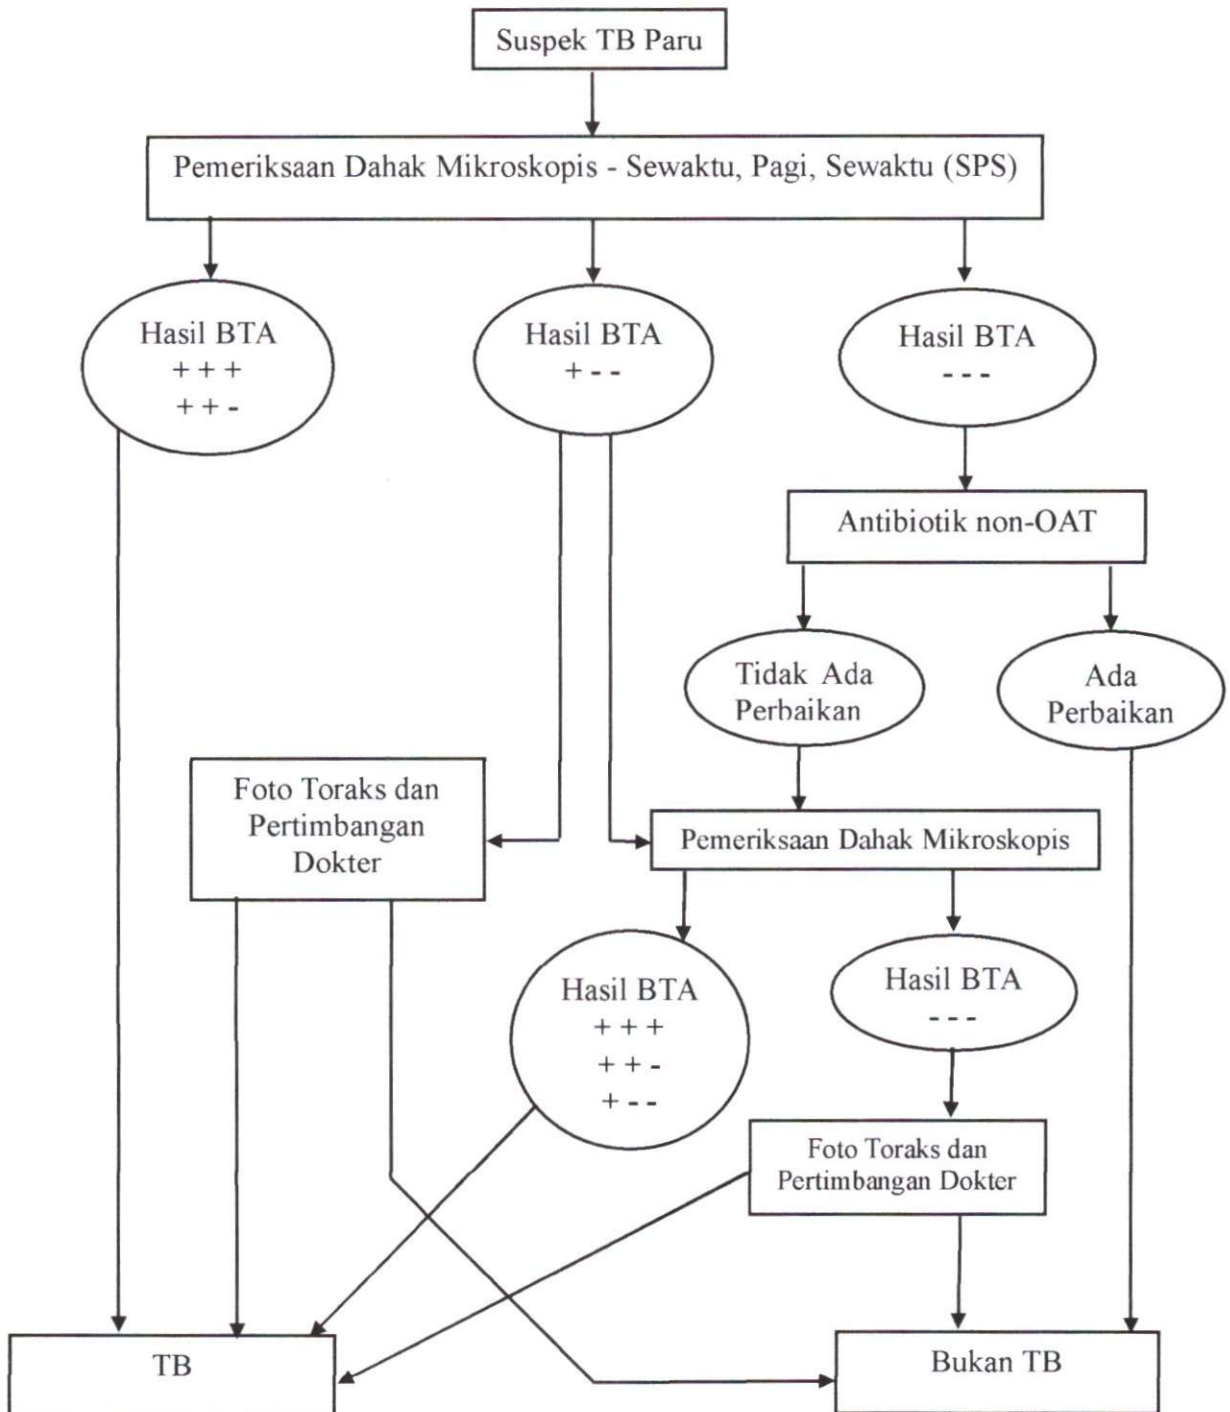 Suspek TB Paru
Pemeriksaan Dahak Mikroskopis - Sewaktu, Pagi, Sewaktu (SPS)
Hasil BTA
+ + +
+ + -
Hasil BTA
+ - -
Hasil BTA
- - -
Antibiotik non-OAT
Tidak Ada
Perbaikan
Ada
Perbaikan
Foto Toraks dan
Pertimbangan
Dokter
Pemeriksaan Dahak Mikroskopis
Hasil BTA
+ + +
+ + -
+ - -
Hasil BTA
- - -
Foto Toraks dan
Pertimbangan Dokter
TB
Bukan TB